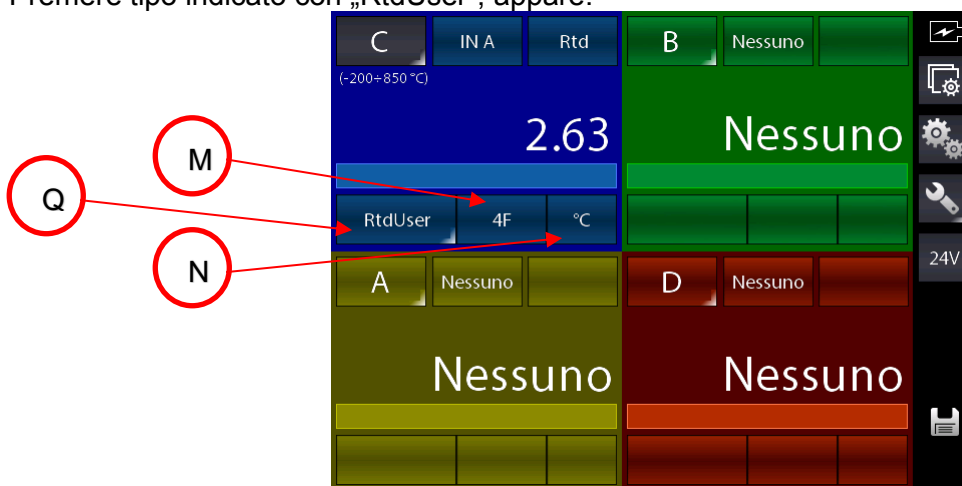 Premere tipo indicato con „RtdUser”, appare:
C IN A Rtd
(-200÷850 °C)
2.63
RtdUser 4F °C
B Nessuno
Nessuno
M
Q
N
24V
A Nessuno
Nessuno
D Nessuno
Nessuno